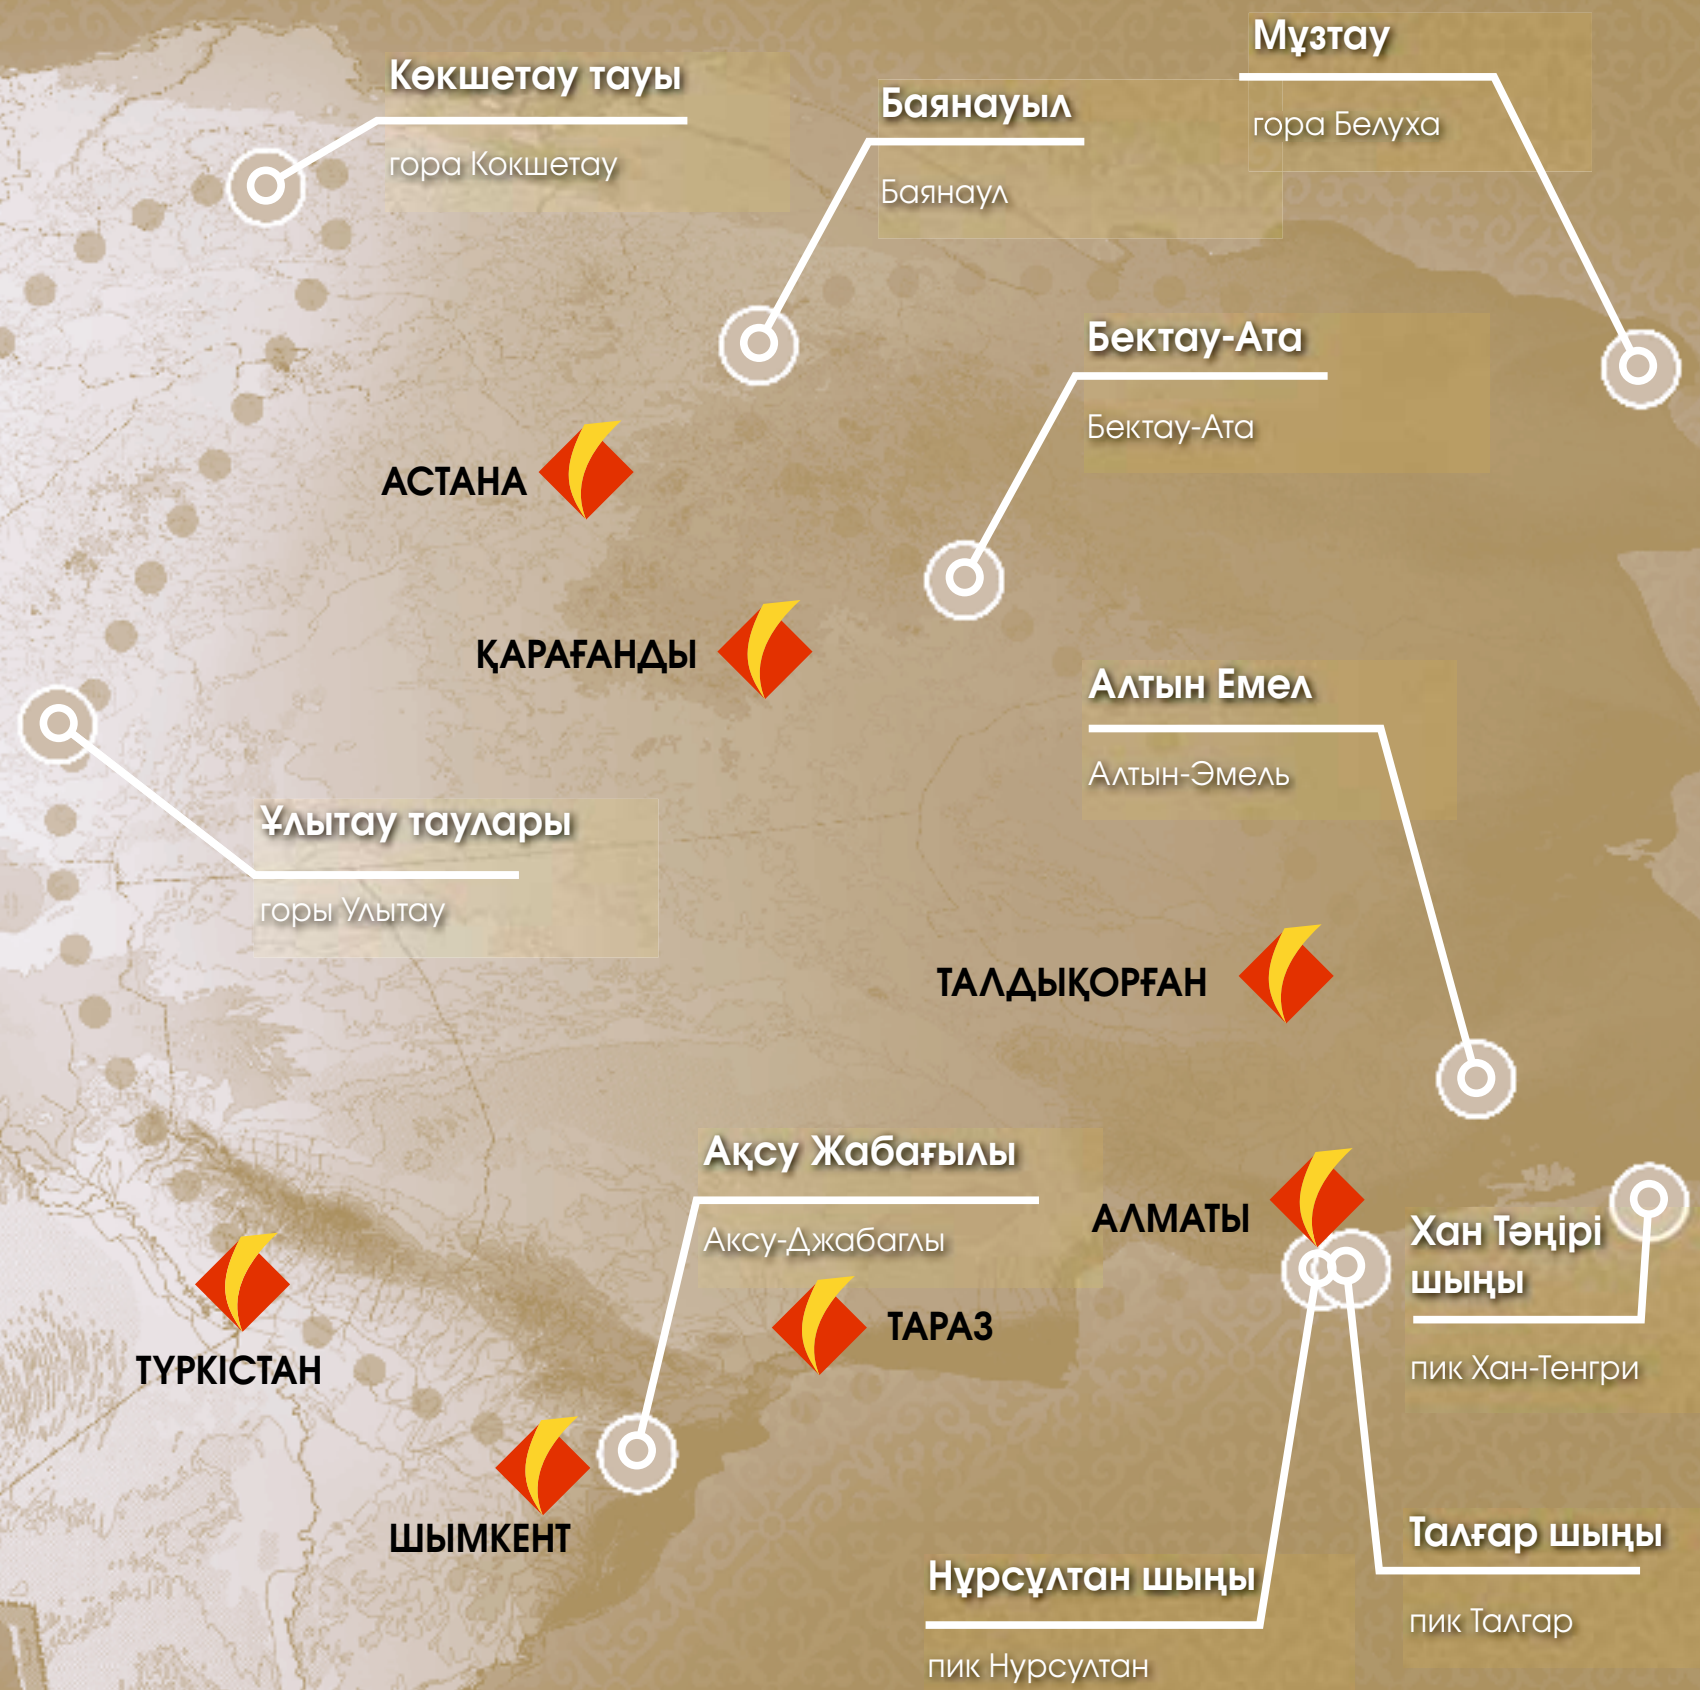 Мұзтау
гора Белуха
Көкшетау тауы
гора Кокшетау
Баянауыл
Баянаул
Бектау-Ата
Бектау-Ата
АСТАНА
ҚАРАҒАНДЫ
Алтын Емел
Алтын-Эмель
Ұлытау таулары
горы Улытау
ТАЛДЫҚОРҒАН
Ақсу Жабағылы
Аксу-Джабаглы
АЛМАТЫ
Хан Тәңірі
шыңы
пик Хан-Тенгри
ТАРАЗ
ТҮРКІСТАН
ШЫМКЕНТ
Талғар шыңы
пик Талгар
Нұрсұлтан шыңы
пик Нурсултан